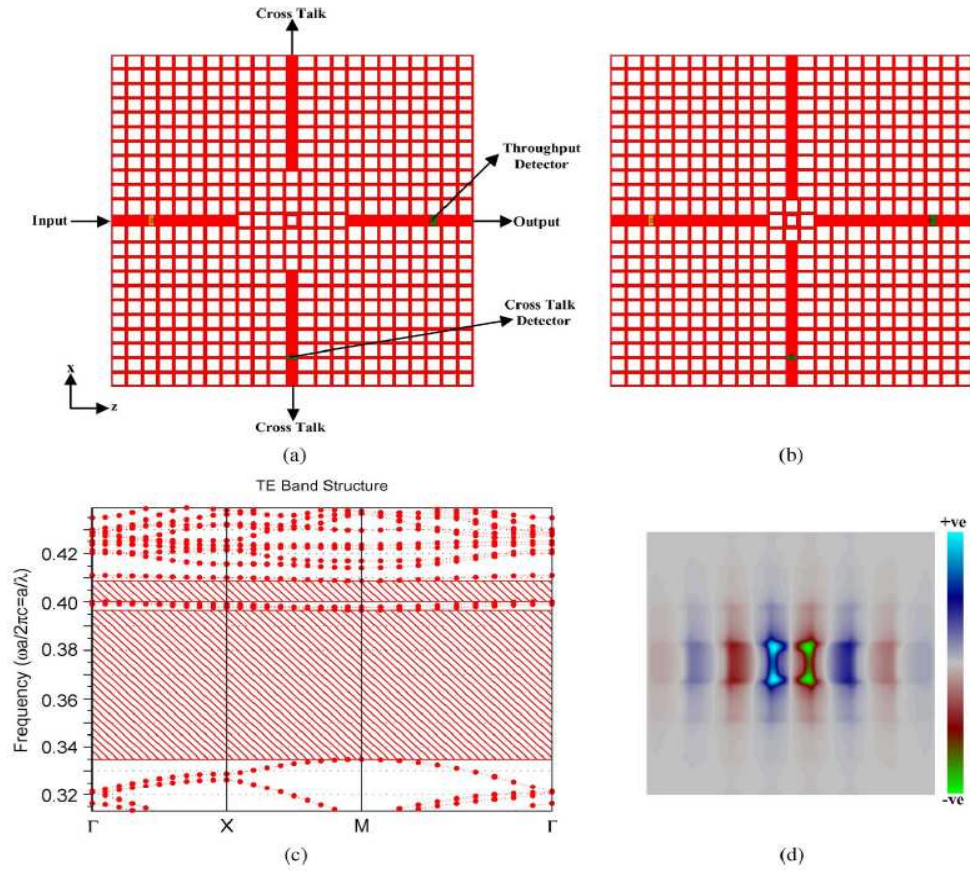 Cross Talk
Throughput
Detector
Input
Output
Cross Talk
Detector
x
z
Cross Talk
(a)
(b)
TE Band Structure
Frequency (ωa/2πc=a/λ)
0.42
0.40
0.38
0.36
0.34
0.32
Γ
X
M
Γ
(c)
+ve
-ve
(d)